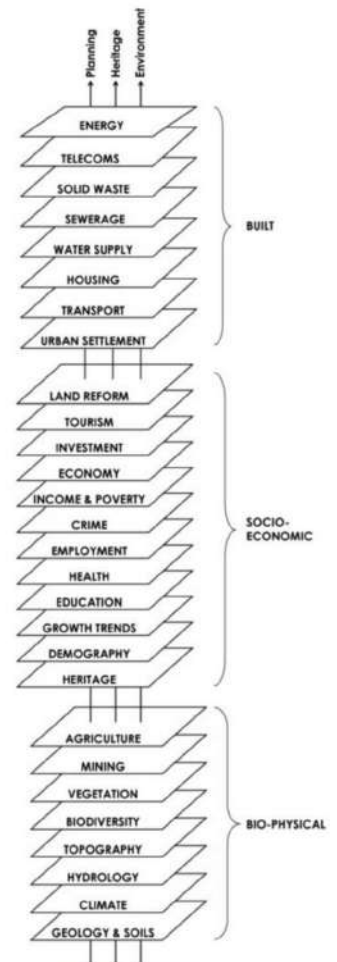 Planning
Heritage
Environment
ENERGY
TELECOMS
SOLID WASTE
SEWERAGE
WATER SUPPLY
HOUSING
TRANSPORT
URBAN SETTLEMENT
BUILT
LAND REFORM
TOURISM
INVESTMENT
ECONOMY
INCOME & POVERTY
CRIME
EMPLOYMENT
HEALTH
EDUCATION
GROWTH TRENDS
DEMOGRAPHY
HERITAGE
SOCIO-
ECONOMIC
AGRICULTURE
MINING
VEGETATION
BIODIVERSITY
TOPOGRAPHY
HYDROLOGY
CLIMATE
GEOLOGY & SOILS
BIO-PHYSICAL